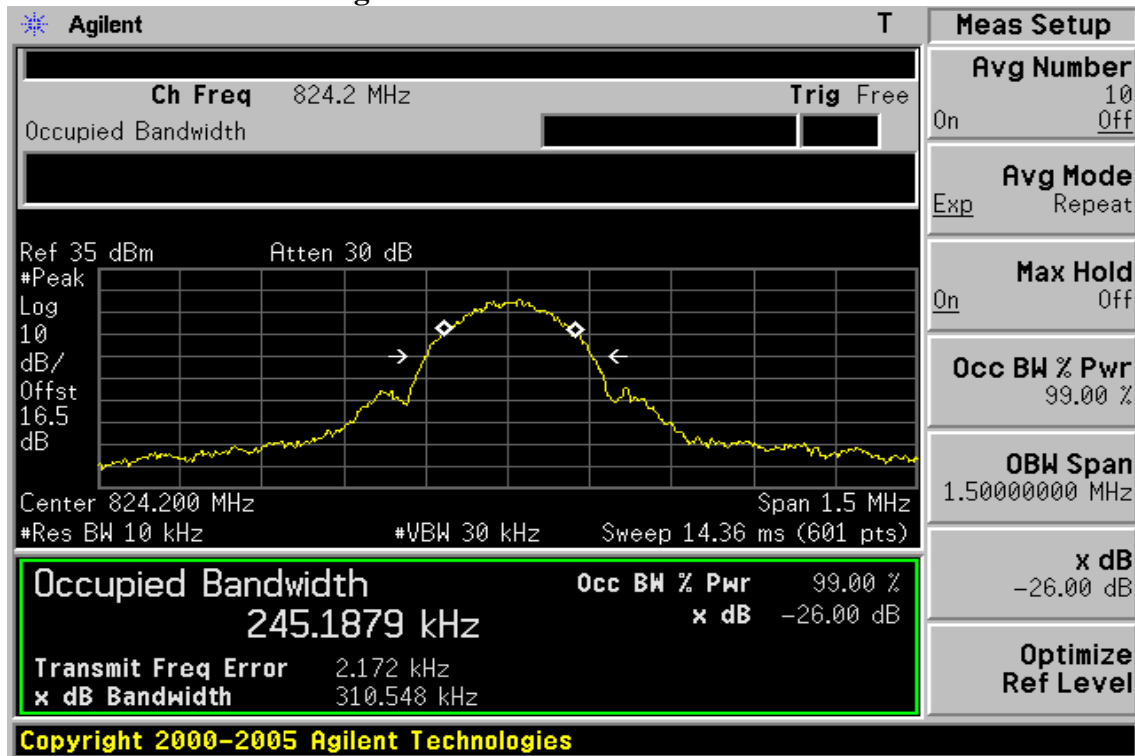 Agilent T
Ch Freq 824.2 MHz Trig Free
Occupied Bandwidth
Ref 35 dBm Atten 30 dB
#Peak
Log
10
dB/
Offst
16.5
dB
Center 824.200 MHz Span 1.5 MHz
#Res BW 10 kHz #VBW 30 kHz Sweep 14.36 ms (601 pts)
Occupied Bandwidth Occ BW % Pwr 99.00 %
245.1879 kHz x dB -26.00 dB
Transmit Freq Error 2.172 kHz
x dB Bandwidth 310.548 kHz
Copyright 2000-2005 Agilent Technologies
Meas Setup
Avg Number
10
On Off
Avg Mode
Exp Repeat
Max Hold
On Off
Occ BW % Pwr
99.00 %
OBW Span
1.50000000 MHz
x dB
-26.00 dB
Optimize
Ref Level